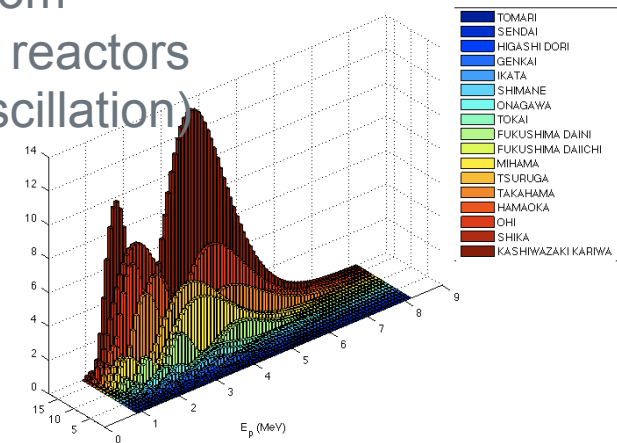 om
reactors
scillation)
TOMARI
SENDAI
HIGASHI DORI
GENKAI
IKATA
SHIMANE
ONAGAWA
TOKAI
FUKUSHIMA DAINI
FUKUSHIMA DAIICHI
MIHAMA
TSURUGA
TAKAHAMA
HAMAOKA
OHI
SHIKA
KASHIWAZAKI KARIWA
14
12
10
8
6
4
2
0
15
10
5
0
1
2
3
4
5
6
7
8
9
E_p (MeV)